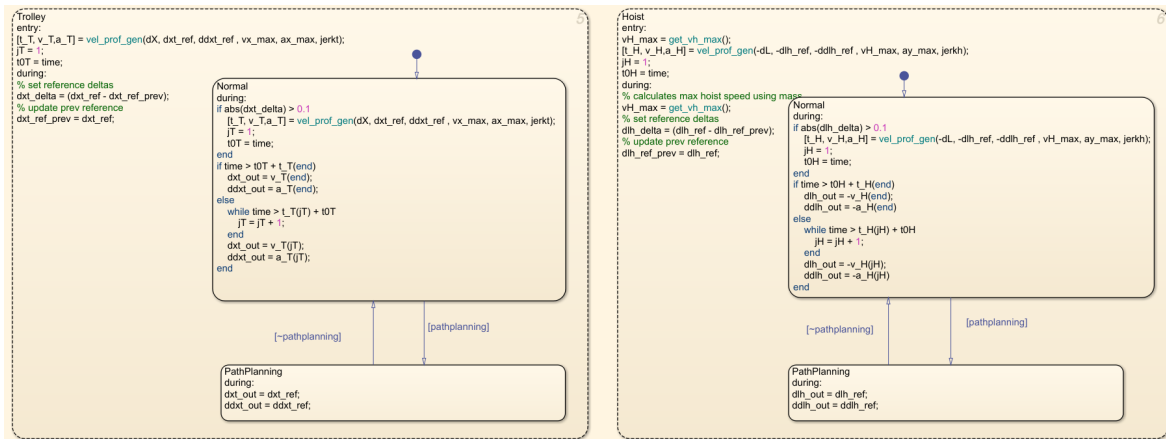 Trolley
5
entry:
[t_T, v_T,a_T] = vel_prof_gen(dX, dxt_ref, ddxt_ref , vx_max, ax_max, jerkt);
jT = 1;
t0T = time;
during:
% set reference deltas
dxt_delta = (dxt_ref - dxt_ref_prev);
% update prev reference
dxt_ref_prev = dxt_ref;
Normal
during:
if abs(dxt_delta) > 0.1
[t_T, v_T,a_T] = vel_prof_gen(dX, dxt_ref, ddxt_ref , vx_max, ax_max, jerkt);
jT = 1;
t0T = time;
end
if time > t0T + t_T(end)
dxt_out = v_T(end);
ddxt_out = a_T(end);
else
while time > t_T(jT) + t0T
jT = jT + 1;
end
dxt_out = v_T(jT);
ddxt_out = a_T(jT);
end
[~pathplanning]
[pathplanning]
PathPlanning
during:
dxt_out = dxt_ref;
ddxt_out = ddxt_ref;
Hoist
6
entry:
vH_max = get_vh_max();
[t_H, v_H,a_H] = vel_prof_gen(-dL, -dlh_ref, -ddlh_ref , vH_max, ay_max, jerkh);
jH = 1;
t0H = time;
during:
% calculates max hoist speed using mass
vH_max = get_vh_max();
% set reference deltas
dlh_delta = (dlh_ref - dlh_ref_prev);
% update prev reference
dlh_ref_prev = dlh_ref;
Normal
during:
if abs(dlh_delta) > 0.1
[t_H, v_H,a_H] = vel_prof_gen(-dL, -dlh_ref, -ddlh_ref , vH_max, ay_max, jerkh);
jH = 1;
t0H = time;
end
if time > t0H + t_H(end)
dlh_out = -v_H(end);
ddlh_out = -a_H(end)
else
while time > t_H(jH) + t0H
jH = jH + 1;
end
dlh_out = -v_H(jH);
ddlh_out = -a_H(jH)
end
[~pathplanning]
[pathplanning]
PathPlanning
during:
dlh_out = dlh_ref;
ddlh_out = ddlh_ref;